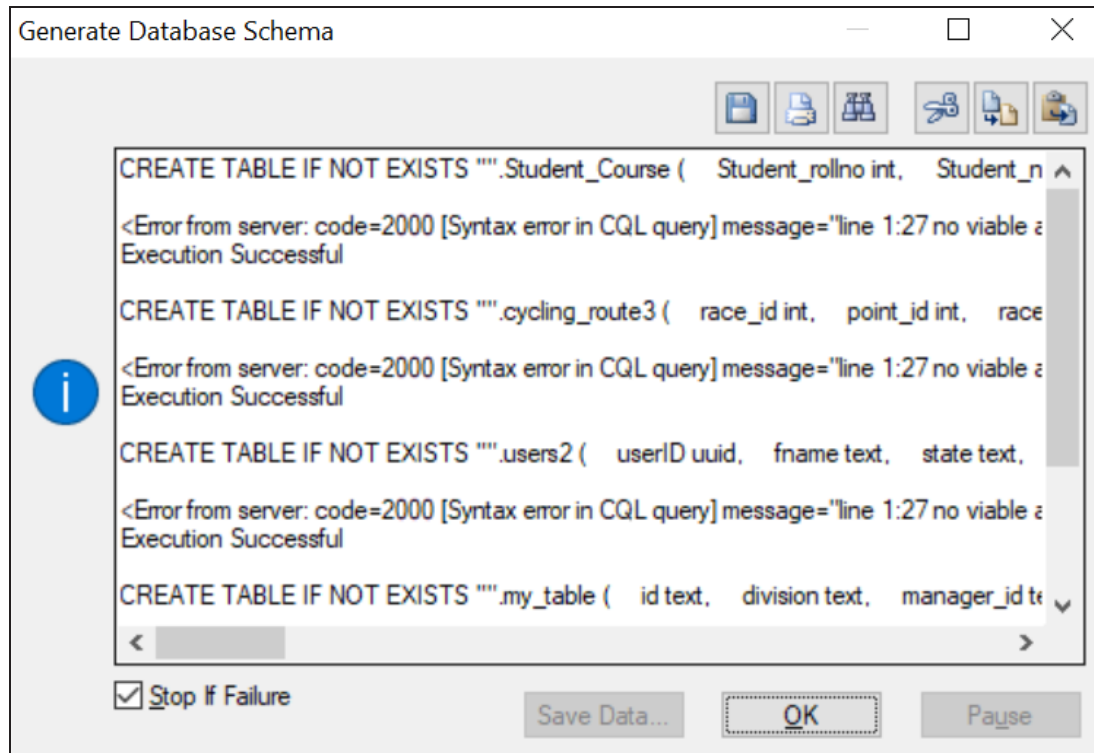 Generate Database Schema
CREATE TABLE IF NOT EXISTS "".Student_Course (     Student_rollno int,     Student_n
<Error from server: code=2000 [Syntax error in CQL query] message="line 1:27 no viable a
Execution Successful
CREATE TABLE IF NOT EXISTS "".cycling_route3 (     race_id int,     point_id int,     race
<Error from server: code=2000 [Syntax error in CQL query] message="line 1:27 no viable a
Execution Successful
CREATE TABLE IF NOT EXISTS "".users2 (     userID uuid,     fname text,     state text,
<Error from server: code=2000 [Syntax error in CQL query] message="line 1:27 no viable a
Execution Successful
CREATE TABLE IF NOT EXISTS "".my_table (     id text,     division text,     manager_id te
Stop If Failure
Save Data...
OK
Pause